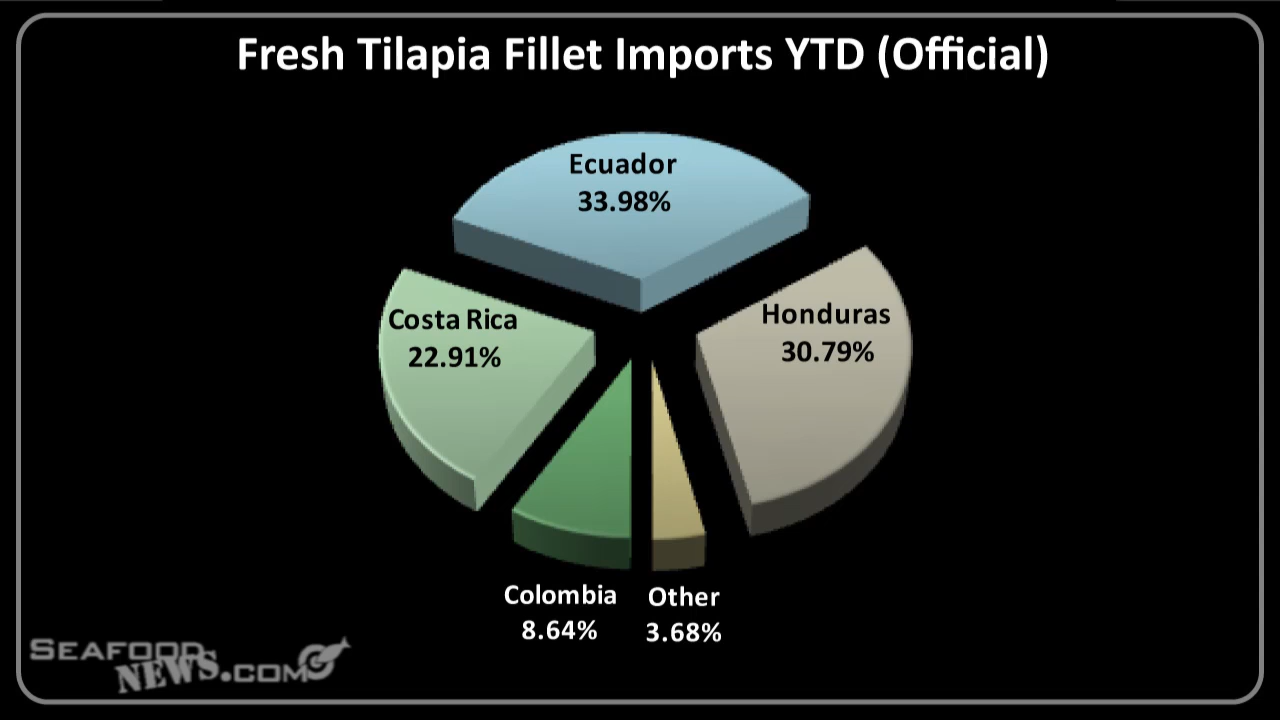 Fresh Tilapia Fillet Imports YTD (Official)
Ecuador
33.98%
Costa Rica
22.91%
Honduras
30.79%
Colombia
8.64%
Other
3.68%
SEAFOOD
NEWS.COM